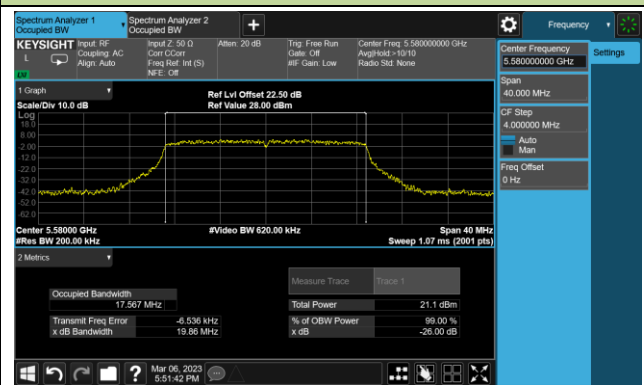 Spectrum Analyzer 1
Occupied BW
Spectrum Analyzer 2
Occupied BW
Frequency
KEYSIGHT
L
Input: RF
Coupling: AC
Align: Auto
Input Z: 50 Ω
Corr CCorr
Freq Ref: Int (S)
NFE: Off
Atten: 20 dB
Trig: Free Run
Gate: Off
#IF Gain: Low
Center Freq: 5.580000000 GHz
Avg|Hold:>10/10
Radio Std: None
Center Frequency
5.580000000 GHz
Settings
Span
40.000 MHz
CF Step
4.000000 MHz
Auto
Man
Freq Offset
0 Hz
1 Graph
Scale/Div 10.0 dB
Ref Lvl Offset 22.50 dB
Ref Value 28.00 dBm
Log
18.0
8.00
-2.00
-12.0
-22.0
-32.0
-42.0
-52.0
-62.0
Center 5.58000 GHz
#Res BW 200.00 kHz
#Video BW 620.00 kHz
Span 40 MHz
Sweep 1.07 ms (2001 pts)
2 Metrics
Measure Trace
Trace 1
Occupied Bandwidth
17.567 MHz
Total Power
21.1 dBm
Transmit Freq Error
-6.536 kHz
% of OBW Power
99.00 %
x dB Bandwidth
19.86 MHz
x dB
-26.00 dB
?
Mar 06, 2023
5:51:42 PM